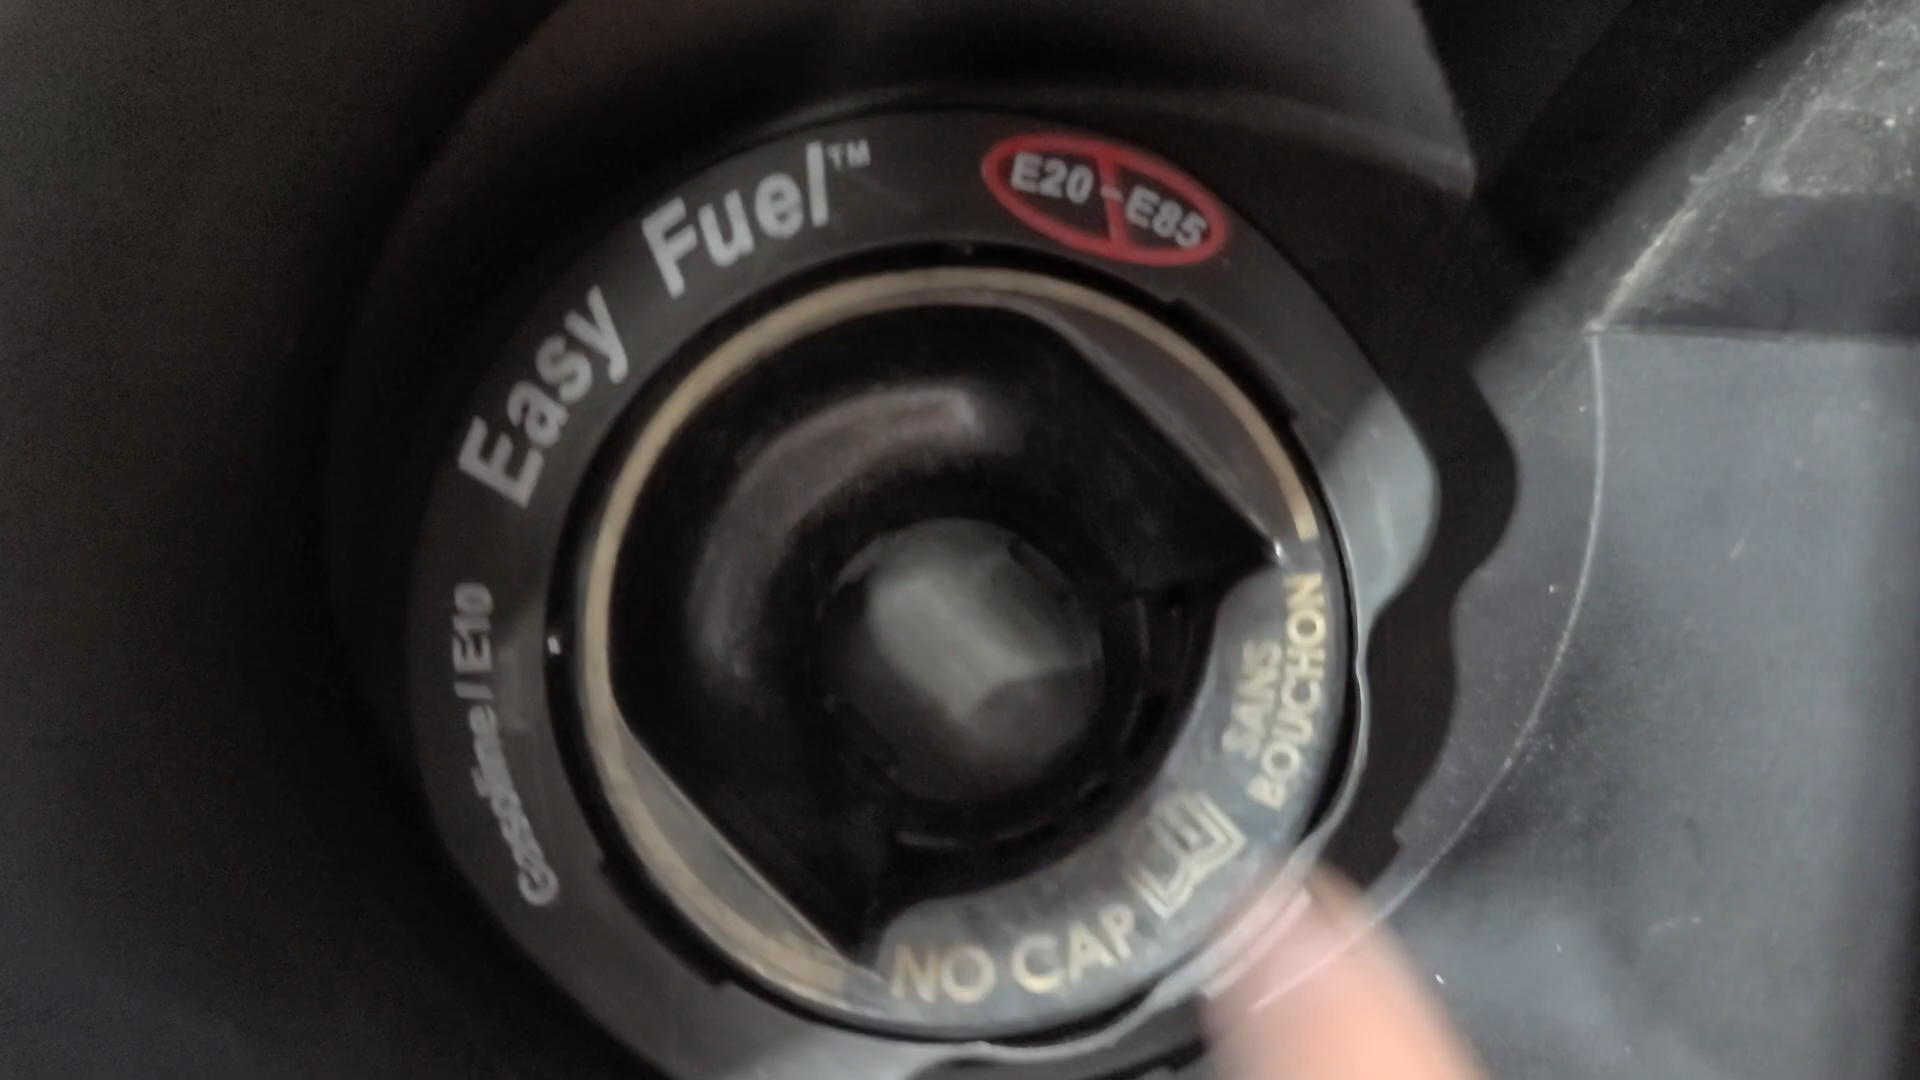 Easy Fuel™
E20-E85
Gasoline/E10
NO CAP
SANS
BOUCHON